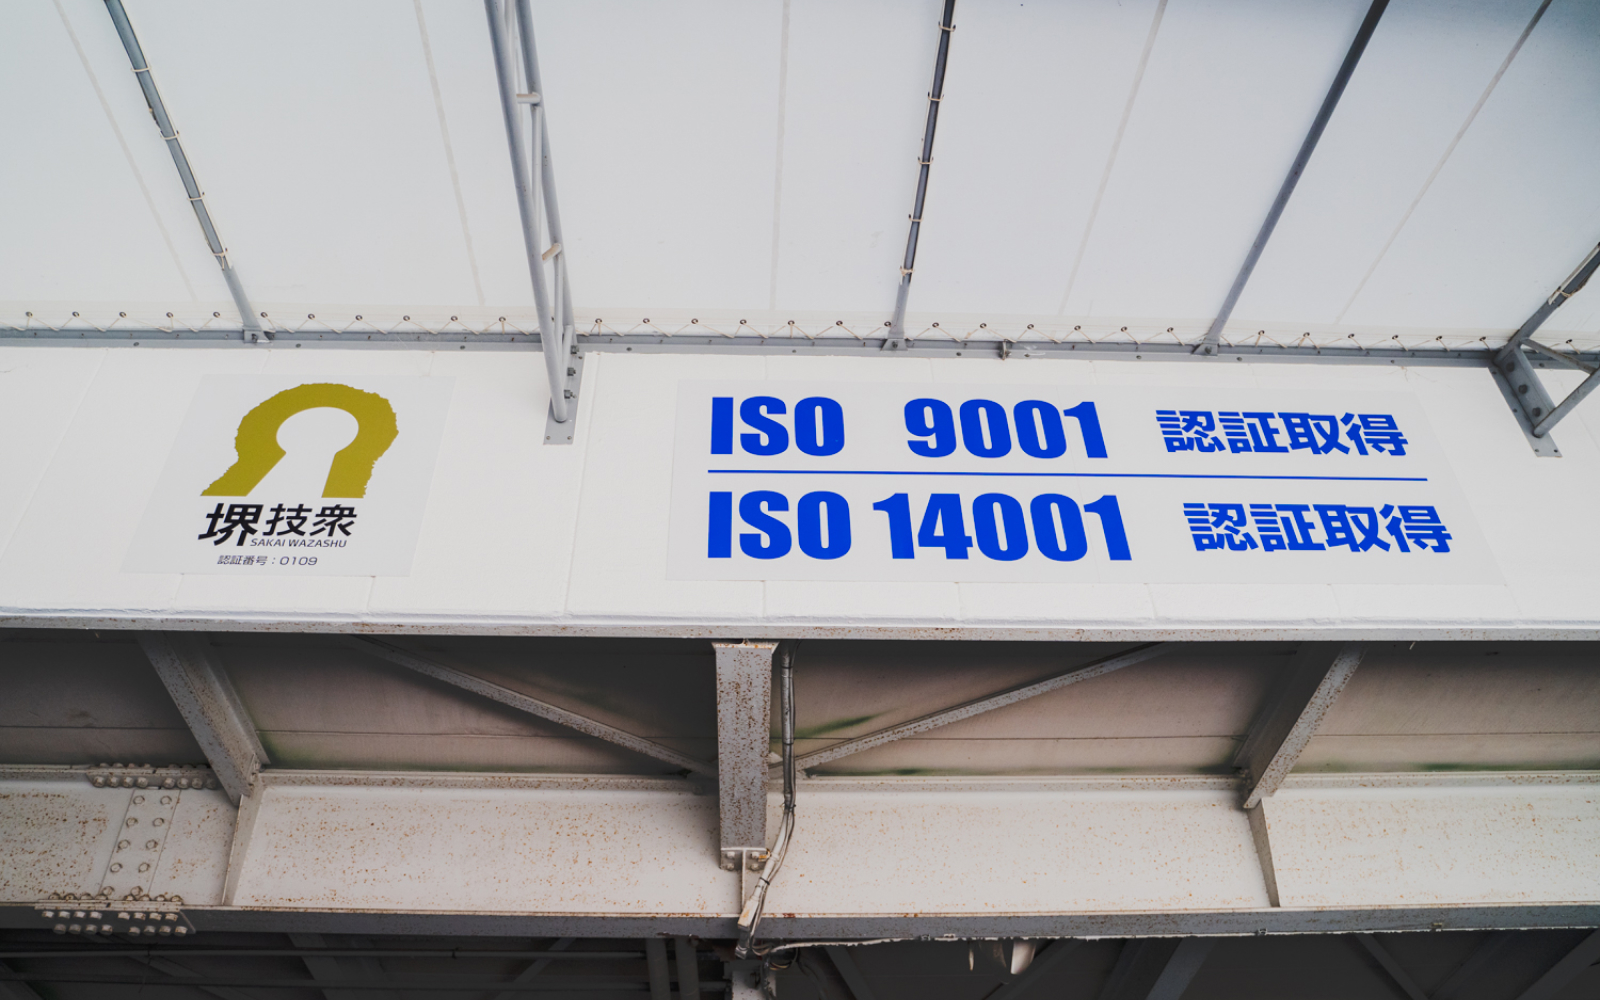 堺技衆
SAKAI WAZASHU
認証番号：0109
ISO 9001 認証取得
ISO 14001 認証取得